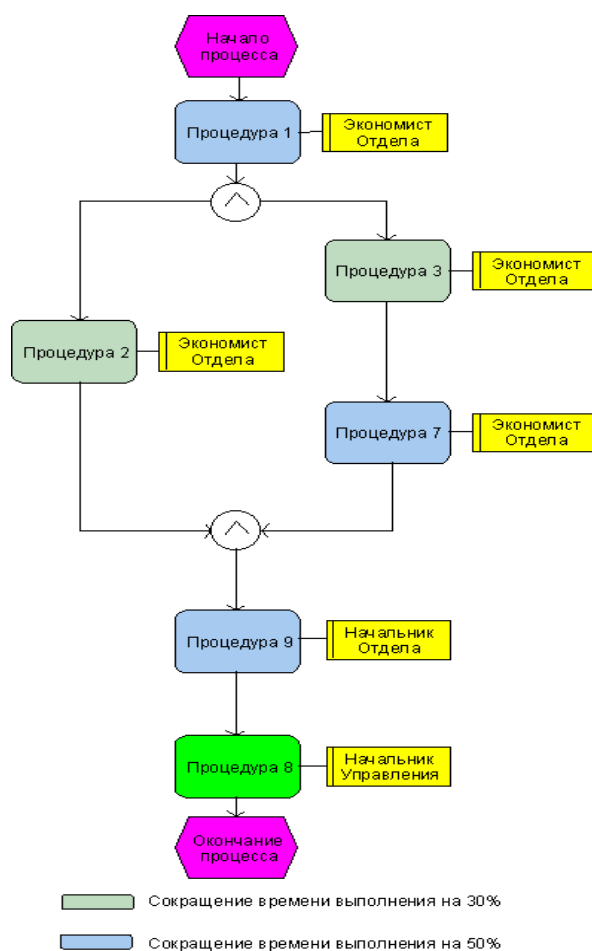 Начало
процесса
Процедура 1
Экономист
Отдела
Процедура 3
Экономист
Отдела
Процедура 2
Экономист
Отдела
Процедура 7
Экономист
Отдела
Процедура 9
Начальник
Отдела
Процедура 8
Начальник
Управления
Окончание
процесса
Сокращение времени выполнения на 30%
Сокращение времени выполнения на 50%